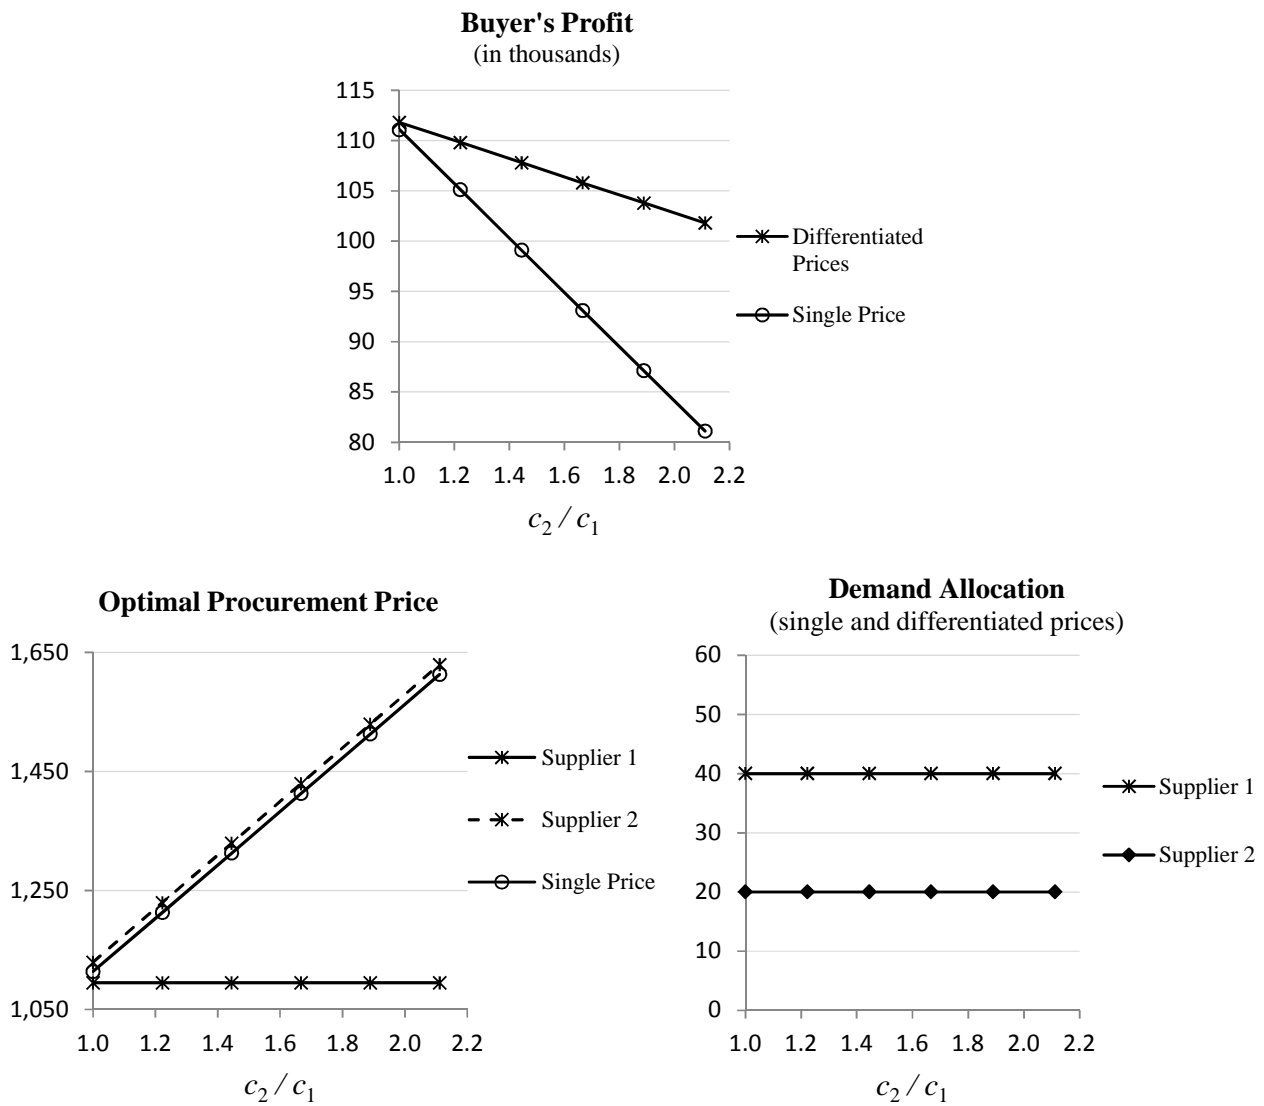 Buyer's Profit
(in thousands)
115
110
105
100
95
90
85
80
1.0 1.2 1.4 1.6 1.8 2.0 2.2
c2 / c1
Differentiated
Prices
Single Price
Optimal Procurement Price
1,650
1,450
1,250
1,050
1.0 1.2 1.4 1.6 1.8 2.0 2.2
c2 / c1
Supplier 1
Supplier 2
Single Price
Demand Allocation
(single and differentiated prices)
60
50
40
30
20
10
0
1.0 1.2 1.4 1.6 1.8 2.0 2.2
c2 / c1
Supplier 1
Supplier 2